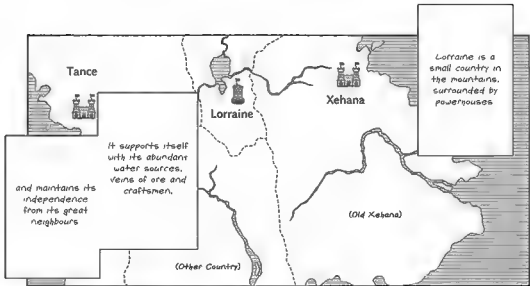 Lorraine is a
small country in
the mountains,
surrounded by
powerhouses
Tance
Lorraine
Xehana
It supports itself
with its abundant
water sources,
veins of ore and
craftsmen,
and maintains its
independence
from its great
neighbours
(Old Xehana)
(Other Country)